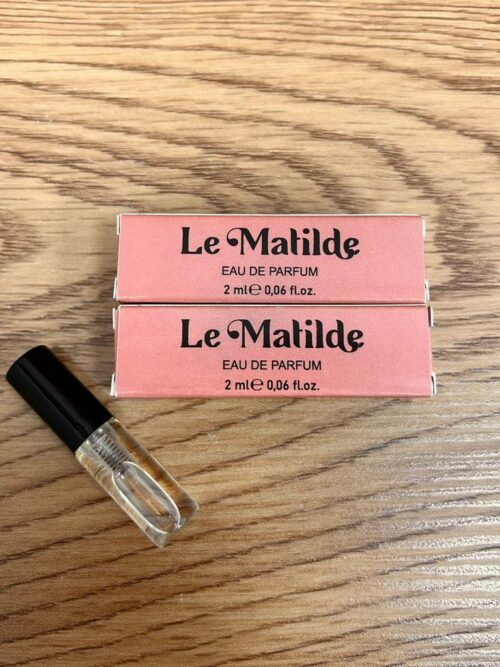 Le Matilde
EAU DE PARFUM
2 ml℮ 0,06 fl.oz.
Le Matilde
EAU DE PARFUM
2 ml℮ 0,06 fl.oz.